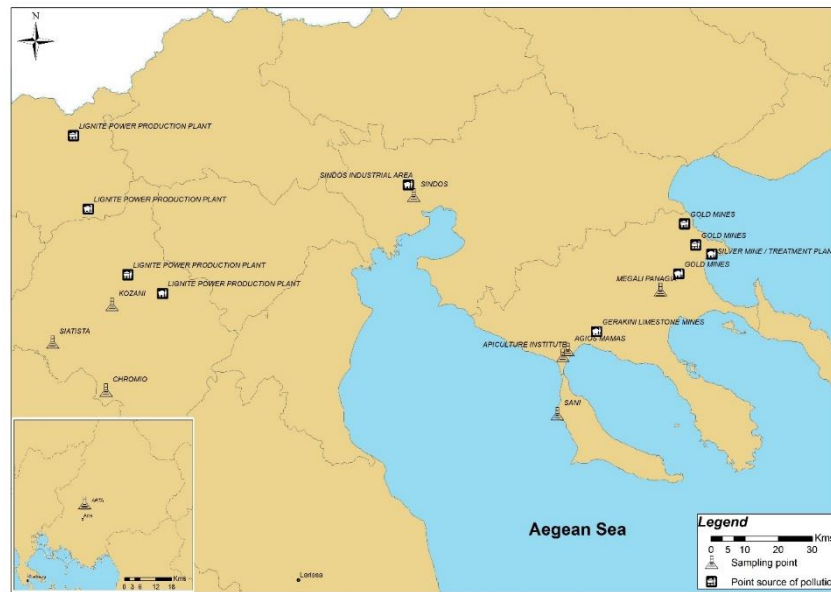 N
LIGNITE POWER PRODUCTION PLANT
SINDOS INDUSTRIAL AREA
SINDOS
LIGNITE POWER PRODUCTION PLANT
GOLD MINES
GOLD MINES
SILVER MINE / TREATMENT PLAN
LIGNITE POWER PRODUCTION PLANT
GOLD MINES
MEGALI PANAGIA
LIGNITE POWER PRODUCTION PLANT
KOZANI
GERAKINI LIMESTONE MINES
SIATISTA
APICULTURE INSTITUTE
AGIOS MAMAS
CHROMIO
SANI
Aegean Sea
Larissa
Kms
0 3 6 12 18
Legend
Kms
0 5 10 20 30
Sampling point
Point source of pollution